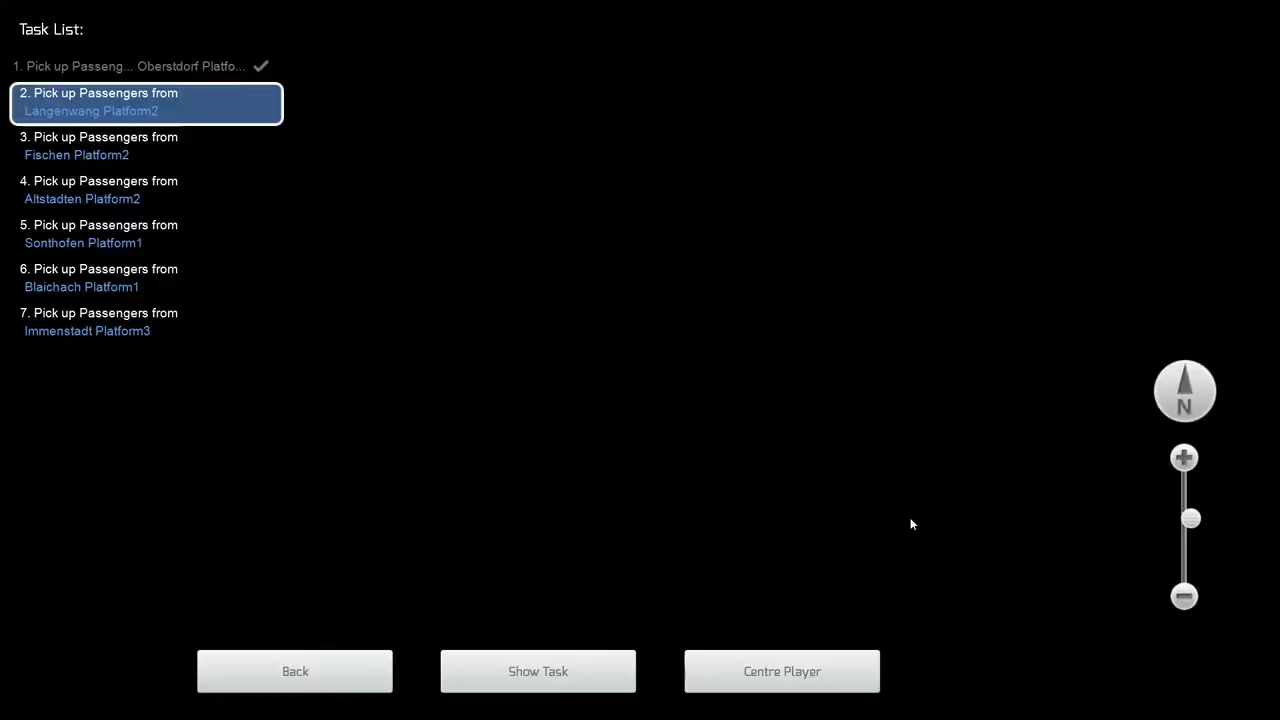 Task List:
1. Pick up Passeng... Oberstdorf Platfo...
2. Pick up Passengers from
Langenwang Platform2
3. Pick up Passengers from
Fischen Platform2
4. Pick up Passengers from
Altstadten Platform2
5. Pick up Passengers from
Sonthofen Platform1
6. Pick up Passengers from
Blaichach Platform1
7. Pick up Passengers from
Immenstadt Platform3
N
Back
Show Task
Centre Player